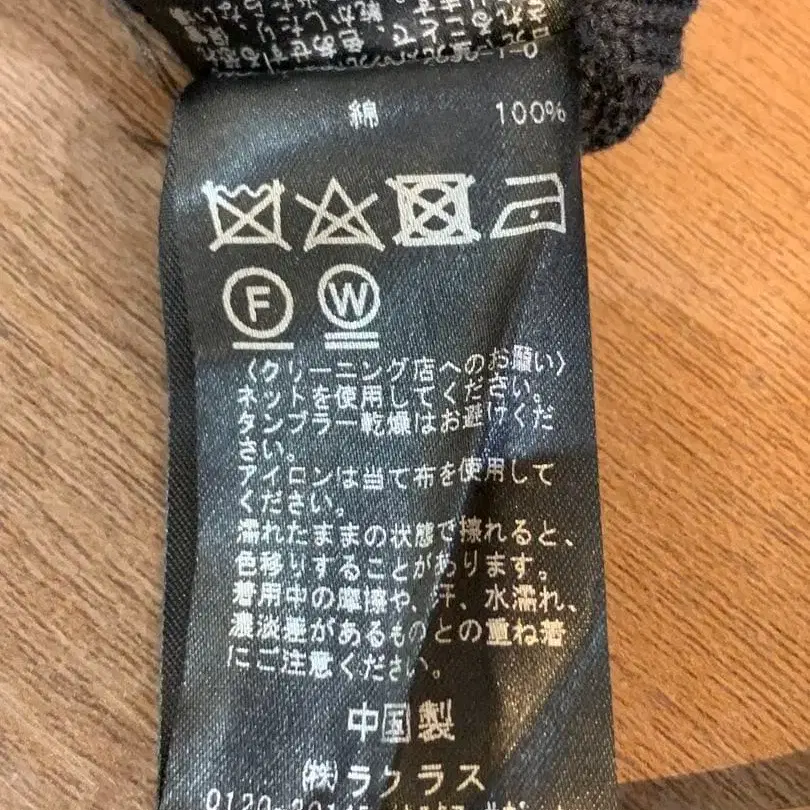 綿 100%
F W
〈クリーニング店へのお願い〉
ネットを使用してください。
タンブラー乾燥はお避けくだ
さい。
アイロンは当て布を使用して
ください。
濡れたままの状態で擦れると、
色移りすることがあります。
着用中の摩擦や、汗、水濡れ、
濃淡差があるものとの重ね着
にご注意ください。
中国製
㈱ラクラス